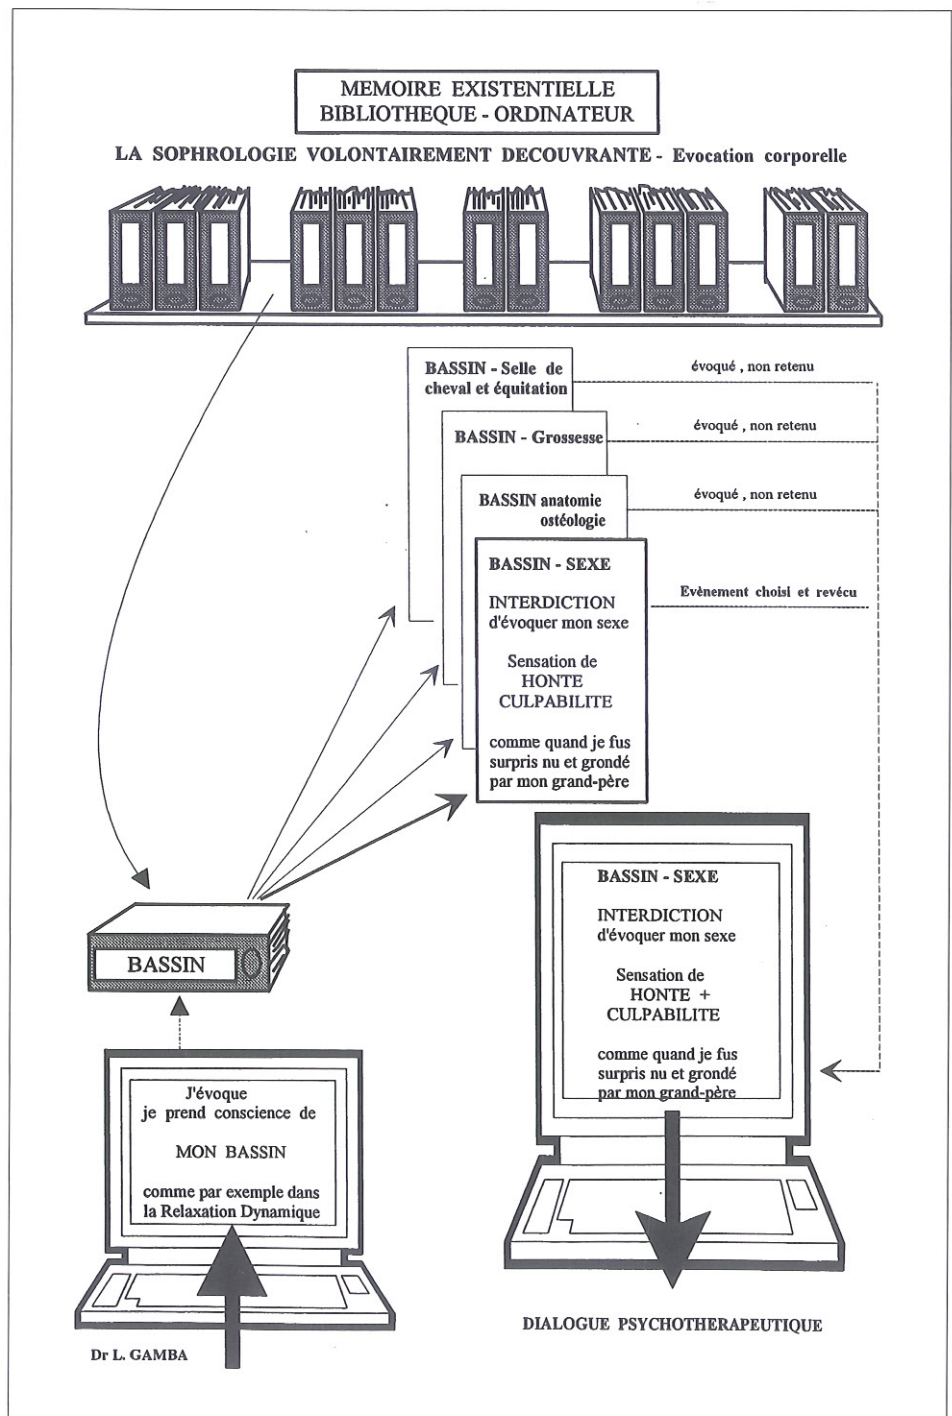 MEMOIRE EXISTENTIELLE
BIBLIOTHEQUE - ORDINATEUR
LA SOPHROLOGIE VOLONTAIREMENT DECOUVRANTE - Evocation corporelle
BASSIN - Selle de
cheval et équitation
évoqué , non retenu
BASSIN - Grossesse
évoqué , non retenu
BASSIN anatomie
ostéologie
évoqué , non retenu
BASSIN - SEXE
INTERDICTION
d'évoquer mon sexe
Sensation de
HONTE
CULPABILITE
comme quand je fus
surpris nu et grondé
par mon grand-père
Evènement choisi et revécu
BASSIN
J'évoque
je prend conscience de
MON BASSIN
comme par exemple dans
la Relaxation Dynamique
BASSIN - SEXE
INTERDICTION
d'évoquer mon sexe
Sensation de
HONTE +
CULPABILITE
comme quand je fus
surpris nu et grondé
par mon grand-père
DIALOGUE PSYCHOTHERAPEUTIQUE
Dr L. GAMBA